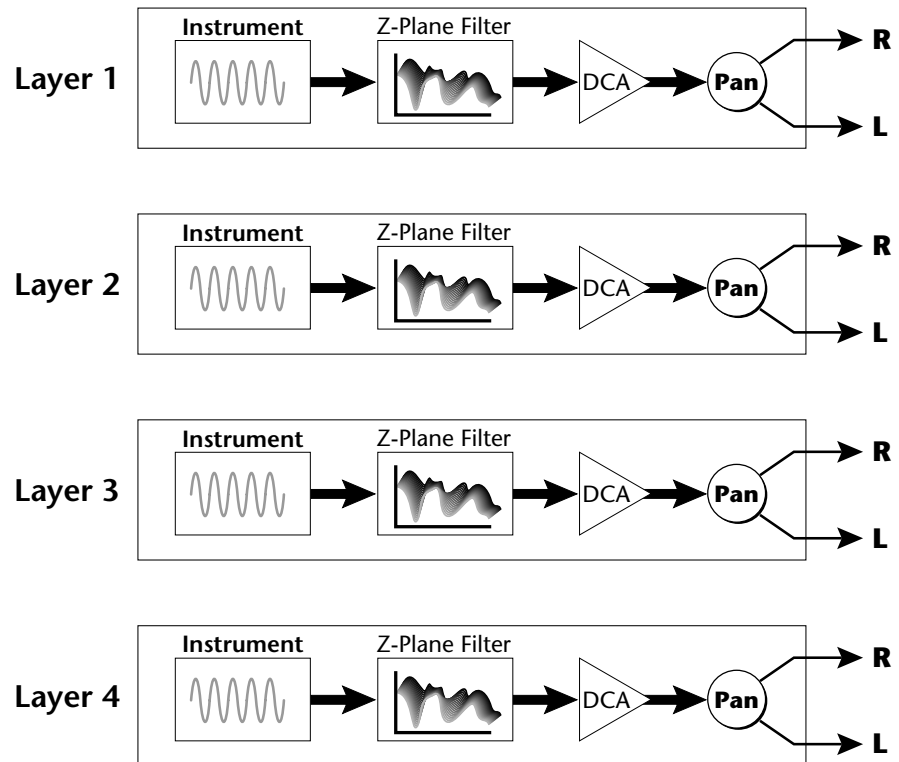 Instrument Z-Plane Filter
R
Layer 1 DCA Pan
L
Instrument Z-Plane Filter
R
Layer 2 DCA Pan
L
Instrument Z-Plane Filter
R
Layer 3 DCA Pan
L
Instrument Z-Plane Filter
R
Layer 4 DCA Pan
L